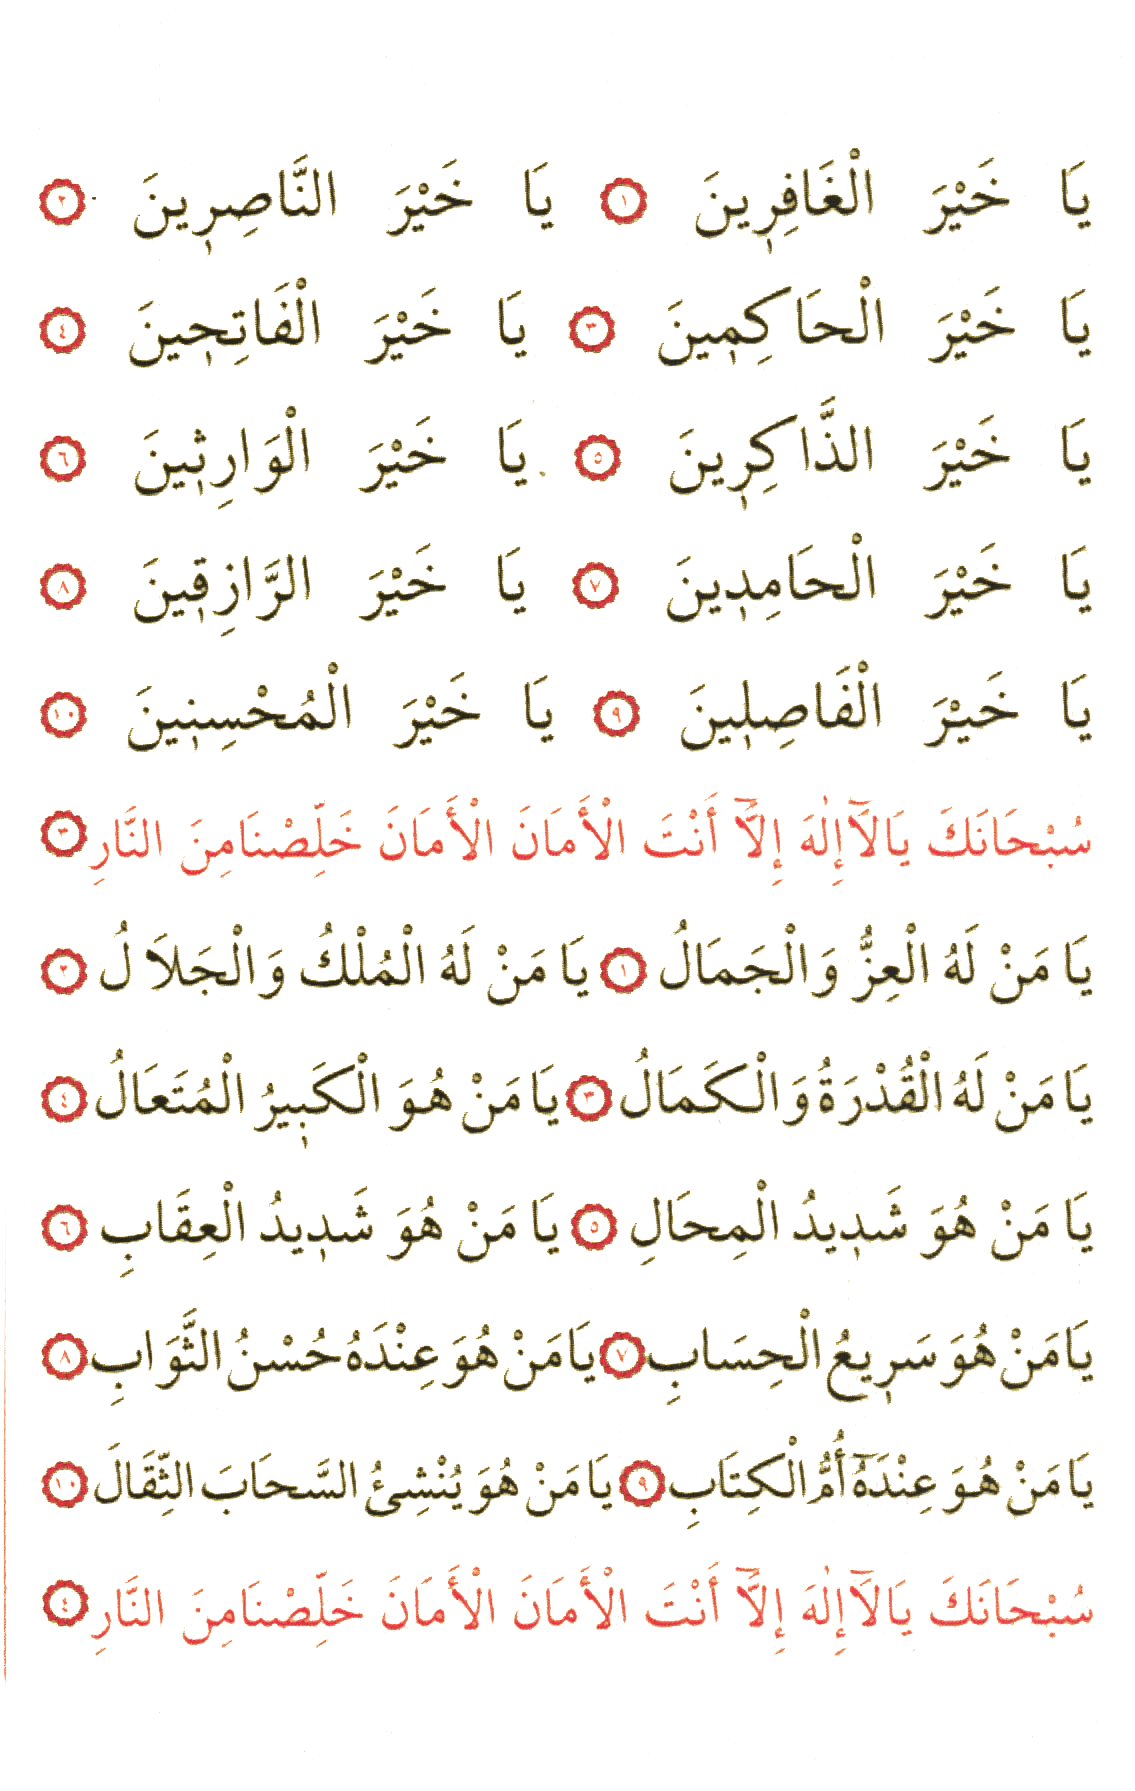 يَا خَيْرَ الْغَافِرِينَ ١ يَا خَيْرَ النَّاصِرِينَ ٢
يَا خَيْرَ الْحَاكِمِينَ ٣ يَا خَيْرَ الْفَاتِحِينَ ٤
يَا خَيْرَ الذَّاكِرِينَ ٥ يَا خَيْرَ الْوَارِثِينَ ٦
يَا خَيْرَ الْحَامِدِينَ ٧ يَا خَيْرَ الرَّازِقِينَ ٨
يَا خَيْرَ الْفَاصِلِينَ ٩ يَا خَيْرَ الْمُحْسِنِينَ ١٠
سُبْحَانَكَ يَا لَآ إِلٰهَ إِلَّآ أَنْتَ الْأَمَانَ الْأَمَانَ خَلِّصْنَا مِنَ النَّارِ ٣
يَا مَنْ لَهُ الْعِزُّ وَالْجَمَالُ ١ يَا مَنْ لَهُ الْمُلْكُ وَالْجَلَالُ ٢
يَا مَنْ لَهُ الْقُدْرَةُ وَالْكَمَالُ ٣ يَا مَنْ هُوَ الْكَبِيرُ الْمُتَعَالُ ٤
يَا مَنْ هُوَ شَدِيدُ الْمِحَالِ ٥ يَا مَنْ هُوَ شَدِيدُ الْعِقَابِ ٦
يَا مَنْ هُوَ سَرِيعُ الْحِسَابِ ٧ يَا مَنْ هُوَ عِنْدَهُ حُسْنُ الثَّوَابِ ٨
يَا مَنْ هُوَ عِنْدَهُٓ أُمُّ الْكِتَابِ ٩ يَا مَنْ هُوَ يُنْشِئُ السَّحَابَ الثِّقَالَ ١٠
سُبْحَانَكَ يَا لَآ إِلٰهَ إِلَّآ أَنْتَ الْأَمَانَ الْأَمَانَ خَلِّصْنَا مِنَ النَّارِ ٤